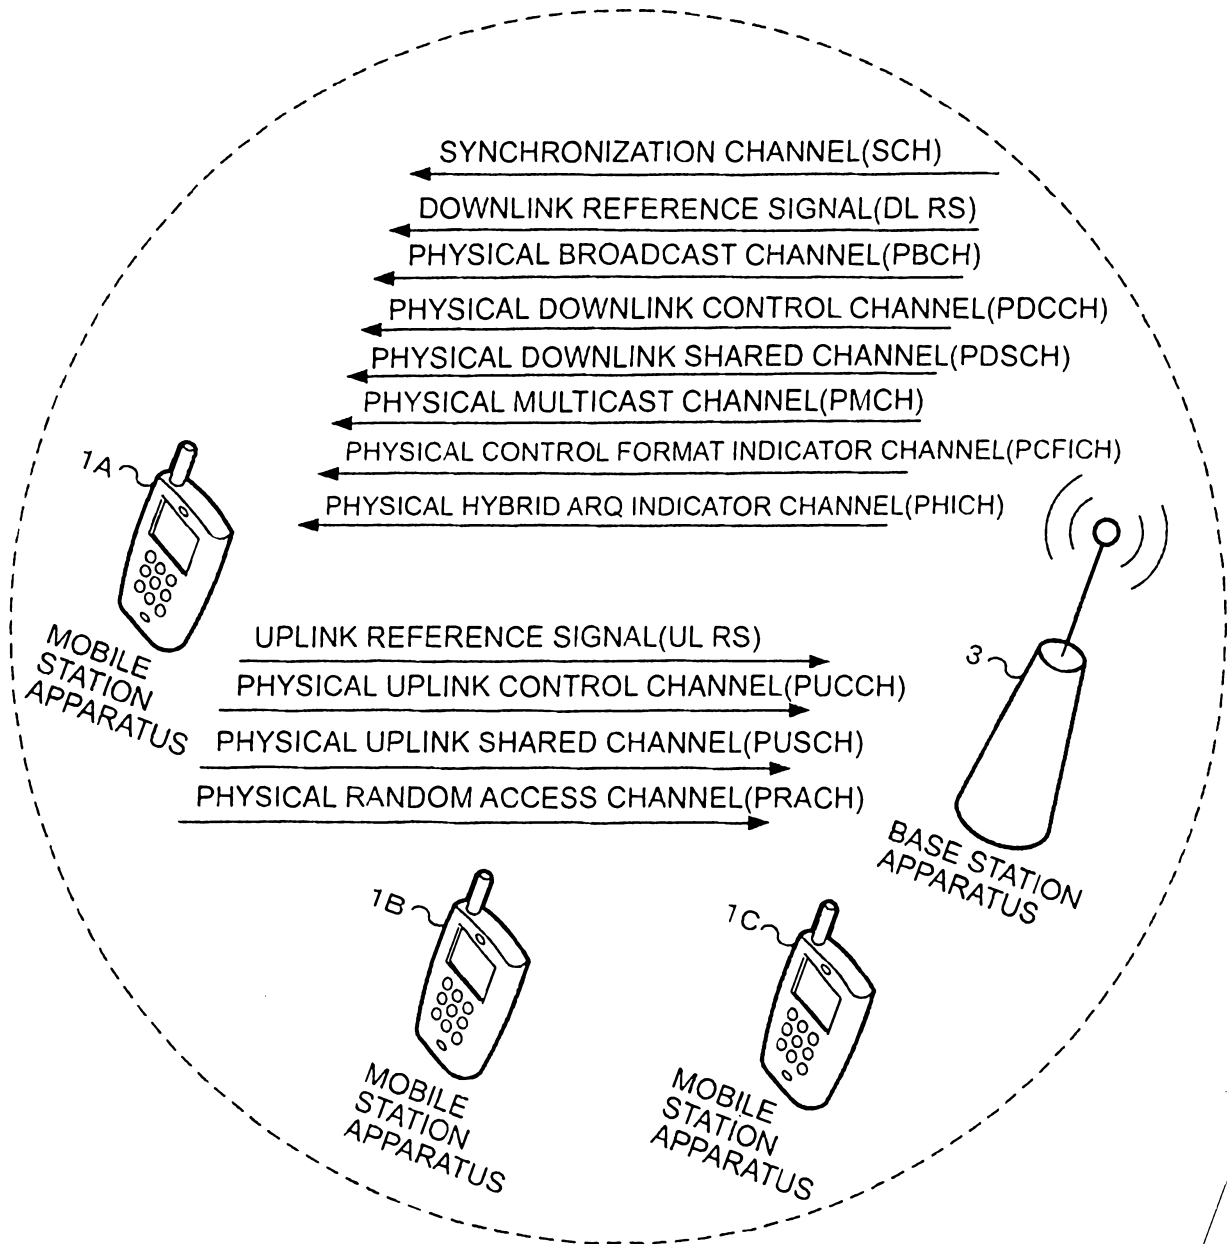 SYNCHRONIZATION CHANNEL(SCH)
DOWNLINK REFERENCE SIGNAL(DL RS)
PHYSICAL BROADCAST CHANNEL(PBCH)
PHYSICAL DOWNLINK CONTROL CHANNEL(PDCCH)
PHYSICAL DOWNLINK SHARED CHANNEL(PDSCH)
PHYSICAL MULTICAST CHANNEL(PMCH)
PHYSICAL CONTROL FORMAT INDICATOR CHANNEL(PCFICH)
PHYSICAL HYBRID ARQ INDICATOR CHANNEL(PHICH)
1A
MOBILE
STATION
APPARATUS
UPLINK REFERENCE SIGNAL(UL RS)
PHYSICAL UPLINK CONTROL CHANNEL(PUCCH)
PHYSICAL UPLINK SHARED CHANNEL(PUSCH)
PHYSICAL RANDOM ACCESS CHANNEL(PRACH)
3
BASE STATION
APPARATUS
1B
MOBILE
STATION
APPARATUS
1C
MOBILE
STATION
APPARATUS